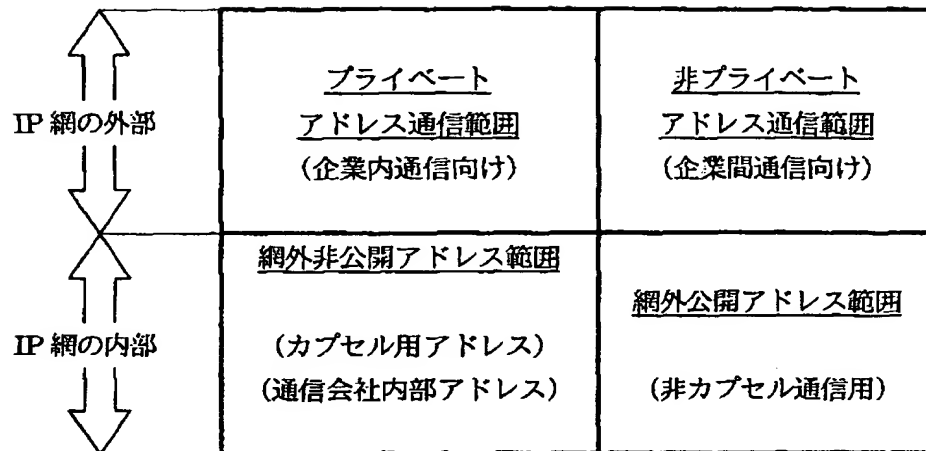 IP 網の外部
プライベート
アドレス通信範囲
(企業内通信向け)
非プライベート
アドレス通信範囲
(企業間通信向け)
IP 網の内部
網外非公開アドレス範囲
(カプセル用アドレス)
(通信会社内部アドレス)
網外公開アドレス範囲
(非カプセル通信用)